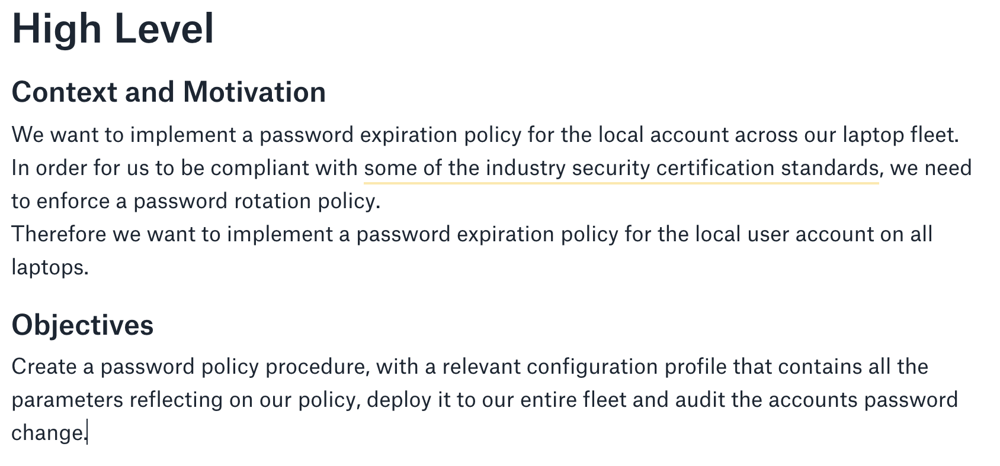 High Level
Context and Motivation
We want to implement a password expiration policy for the local account across our laptop fleet.
In order for us to be compliant with some of the industry security certification standards, we need
to enforce a password rotation policy.
Therefore we want to implement a password expiration policy for the local user account on all
laptops.
Objectives
Create a password policy procedure, with a relevant configuration profile that contains all the
parameters reflecting on our policy, deploy it to our entire fleet and audit the accounts password
change.